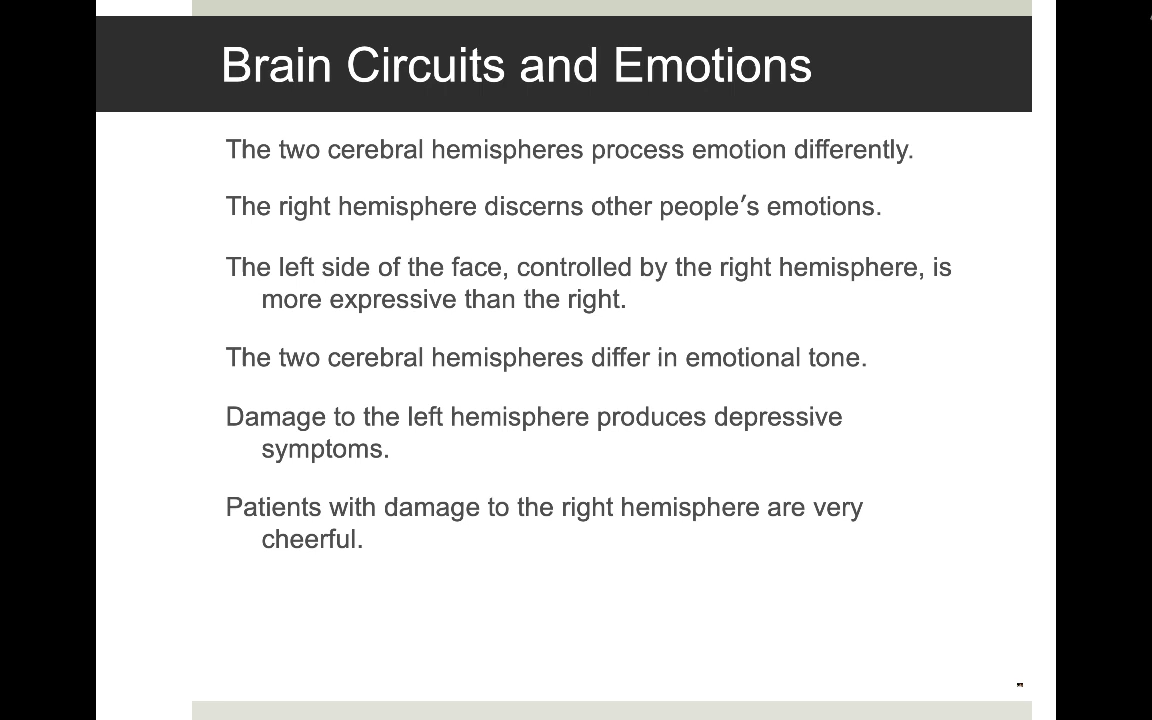 Brain Circuits and Emotions
The two cerebral hemispheres process emotion differently.
The right hemisphere discerns other people′s emotions.
The left side of the face, controlled by the right hemisphere, is
more expressive than the right.
The two cerebral hemispheres differ in emotional tone.
Damage to the left hemisphere produces depressive
symptoms.
Patients with damage to the right hemisphere are very
cheerful.